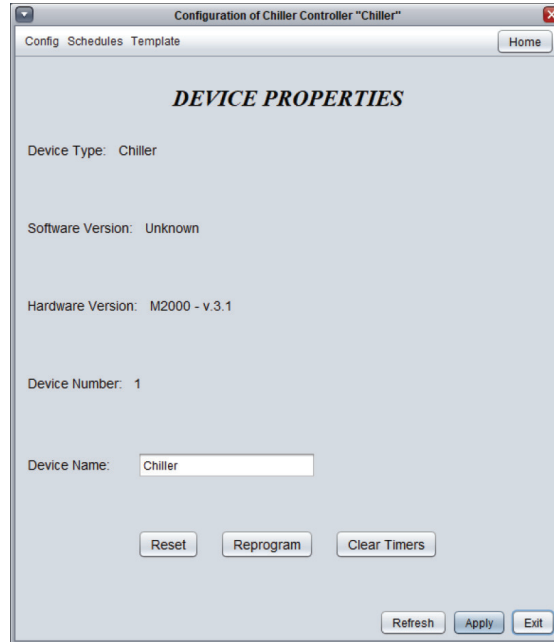 Configuration of Chiller Controller "Chiller"
Config Schedules Template Home
DEVICE PROPERTIES
Device Type: Chiller
Software Version: Unknown
Hardware Version: M2000 - v.3.1
Device Number: 1
Device Name: Chiller
Reset Reprogram Clear Timers
Refresh Apply Exit